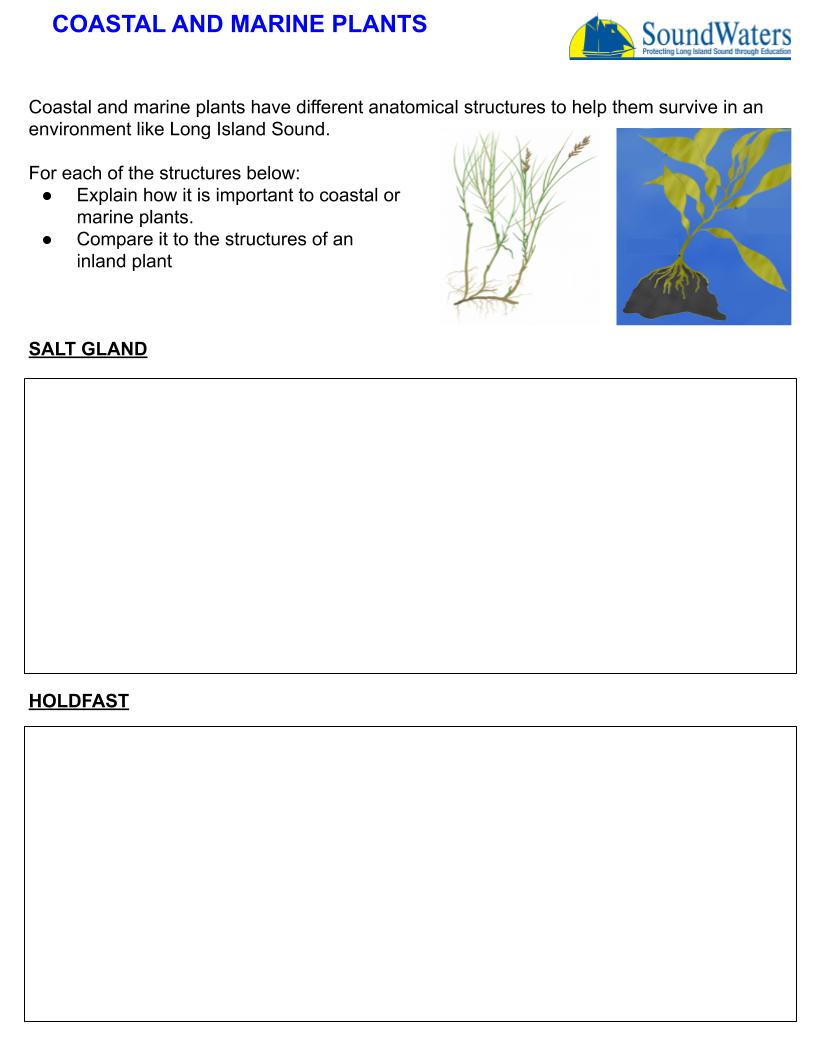 COASTAL AND MARINE PLANTS
SoundWaters
Protecting Long Island Sound through Education
Coastal and marine plants have different anatomical structures to help them survive in an
environment like Long Island Sound.
For each of the structures below:
● Explain how it is important to coastal or
marine plants.
● Compare it to the structures of an
inland plant
SALT GLAND
HOLDFAST